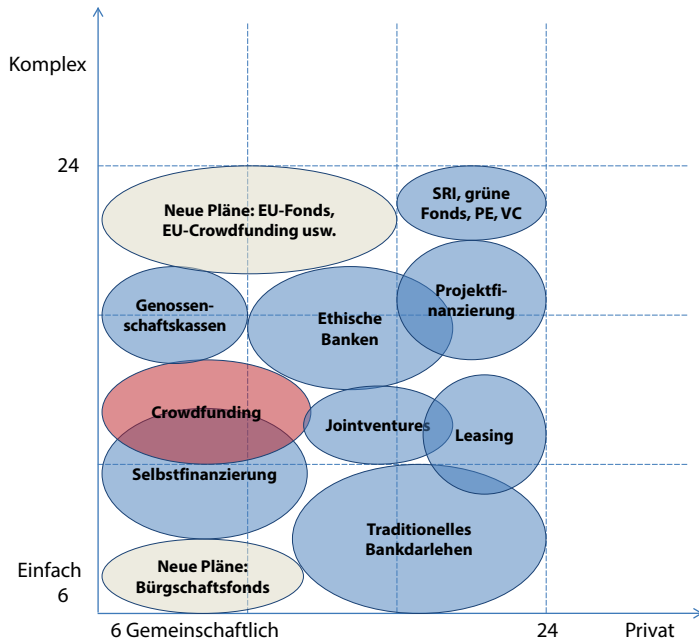 Komplex
24
SRI, grüne
Fonds, PE, VC
Neue Pläne: EU-Fonds,
EU-Crowdfunding usw.
Genossen-
schaftskassen
Projektfi-
nanzierung
Ethische
Banken
Crowdfunding
Jointventures
Leasing
Selbstfinanzierung
Traditionelles
Bankdarlehen
Neue Pläne:
Bürgschaftsfonds
Einfach
6
6 Gemeinschaftlich
24
Privat